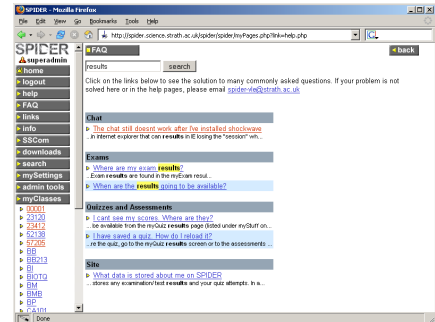 SPIDER - Mozilla Firefox
File Edit View Go Bookmarks Tools Help
http://spider.science.strath.ac.uk/spider/spider/myPages.php?link=help.php
SPIDER
superadmin
home
logout
help
FAQ
links
info
SSCom
downloads
search
mySettings
admin tools
myClasses
00001
23120
23412
52138
57205
BB
BB213
BI
BIOTQ
BM
BMB
BP
CA101
FAQ
back
results
search
Click on the links below to see the solution to many commonly asked questions. If your problem is not
solved here or in the help pages, please email spider-vle@strath.ac.uk
Chat
The chat still doesnt work after I've installed shockwave
...in internet explorer that can results in IE losing the "session" wh...
Exams
Where are my exam results?
...Exam results are found in the myExam resul...
When are the results going to be available?
Quizzes and Assessments
I cant see my scores. Where are they?
... be available from the myQuiz results page (listed under myStuff on...
I have saved a quiz. How do I reload it?
...re the quiz, go to the myQuiz results screen or to the assessments ...
Site
What data is stored about me on SPIDER
...stores any examination/test results and your quiz attempts. In a...
Done